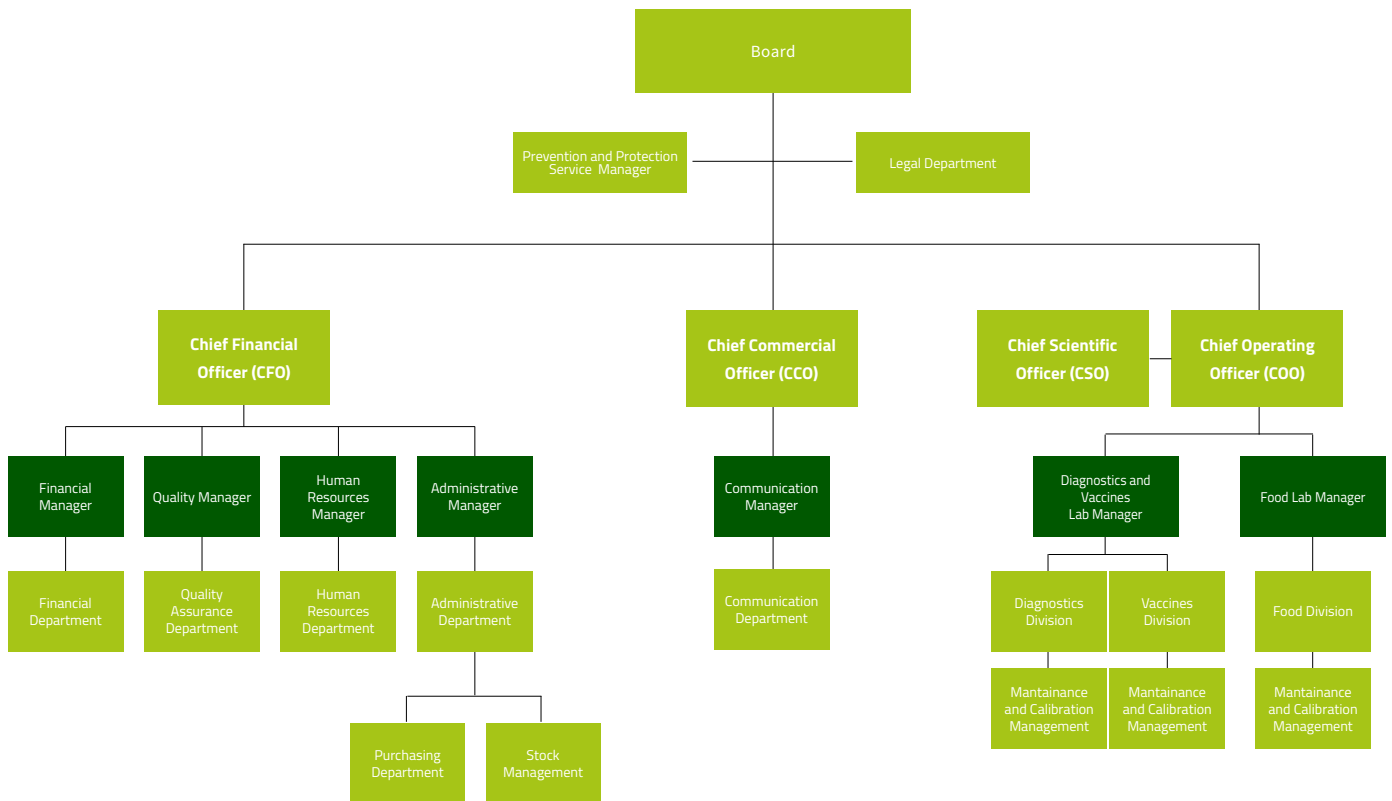 Board
Prevention and Protection
Service Manager
Legal Department
Chief Financial
Officer (CFO)
Chief Commercial
Officer (CCO)
Chief Scientific
Officer (CSO)
Chief Operating
Officer (COO)
Financial
Manager
Quality Manager
Human
Resources
Manager
Administrative
Manager
Communication
Manager
Diagnostics and
Vaccines
Lab Manager
Food Lab Manager
Financial
Department
Quality
Assurance
Department
Human
Resources
Department
Administrative
Department
Communication
Department
Diagnostics
Division
Vaccines
Division
Food Division
Mantainance
and Calibration
Management
Mantainance
and Calibration
Management
Mantainance
and Calibration
Management
Purchasing
Department
Stock
Management